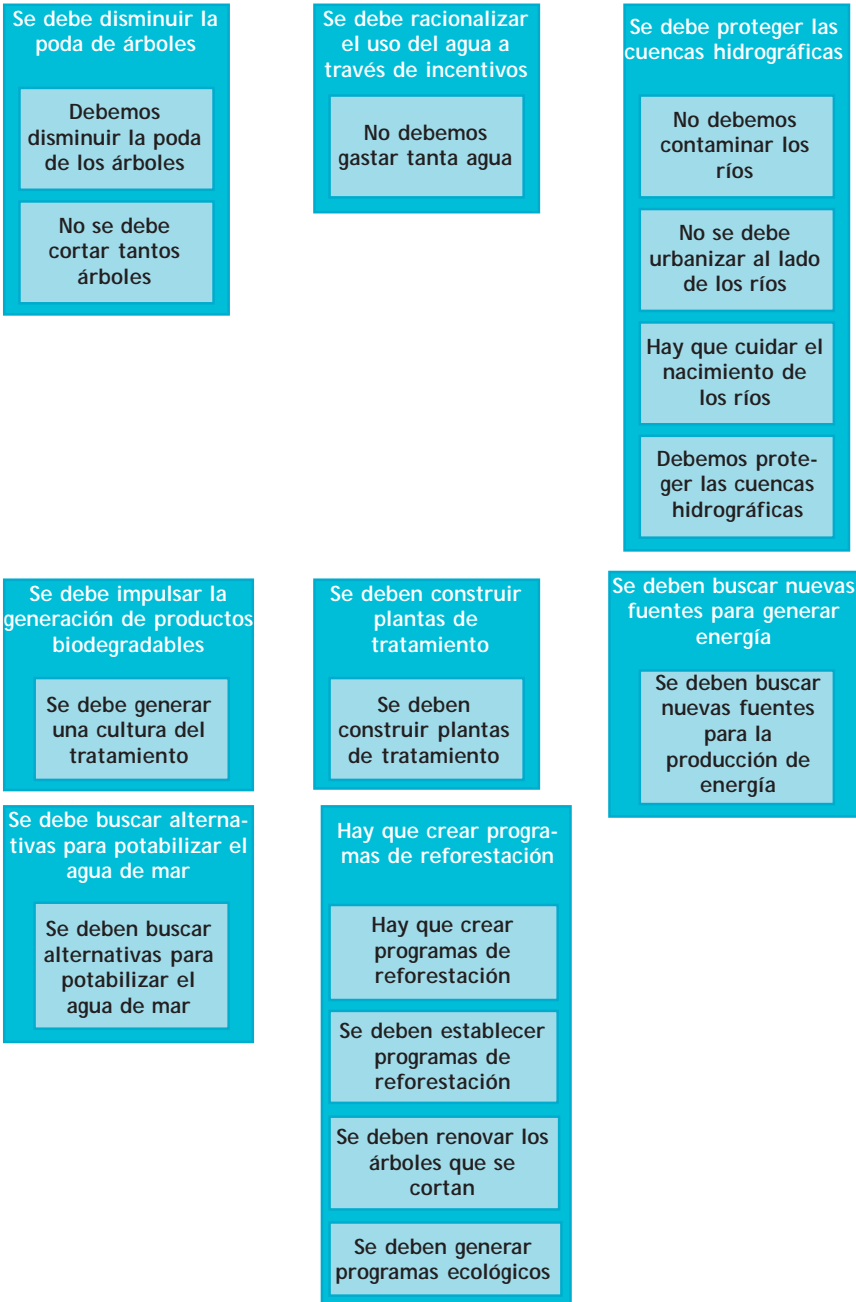 Se debe disminuir la
poda de árboles
Debemos
disminuir la poda
de los árboles
No se debe
cortar tantos
árboles
Se debe racionalizar
el uso del agua a
través de incentivos
No debemos
gastar tanta agua
Se debe proteger las
cuencas hidrográficas
No debemos
contaminar los
ríos
No se debe
urbanizar al lado
de los ríos
Hay que cuidar el
nacimiento de
los ríos
Debemos prote-
ger las cuencas
hidrográficas
Se debe impulsar la
generación de productos
biodegradables
Se debe generar
una cultura del
tratamiento
Se deben construir
plantas de
tratamiento
Se deben
construir plantas
de tratamiento
Se deben buscar nuevas
fuentes para generar
energía
Se deben buscar
nuevas fuentes
para la
producción de
energía
Se debe buscar alterna-
tivas para potabilizar el
agua de mar
Se deben buscar
alternativas para
potabilizar el
agua de mar
Hay que crear progra-
mas de reforestación
Hay que crear
programas de
reforestación
Se deben establecer
programas de
reforestación
Se deben renovar los
árboles que se
cortan
Se deben generar
programas ecológicos